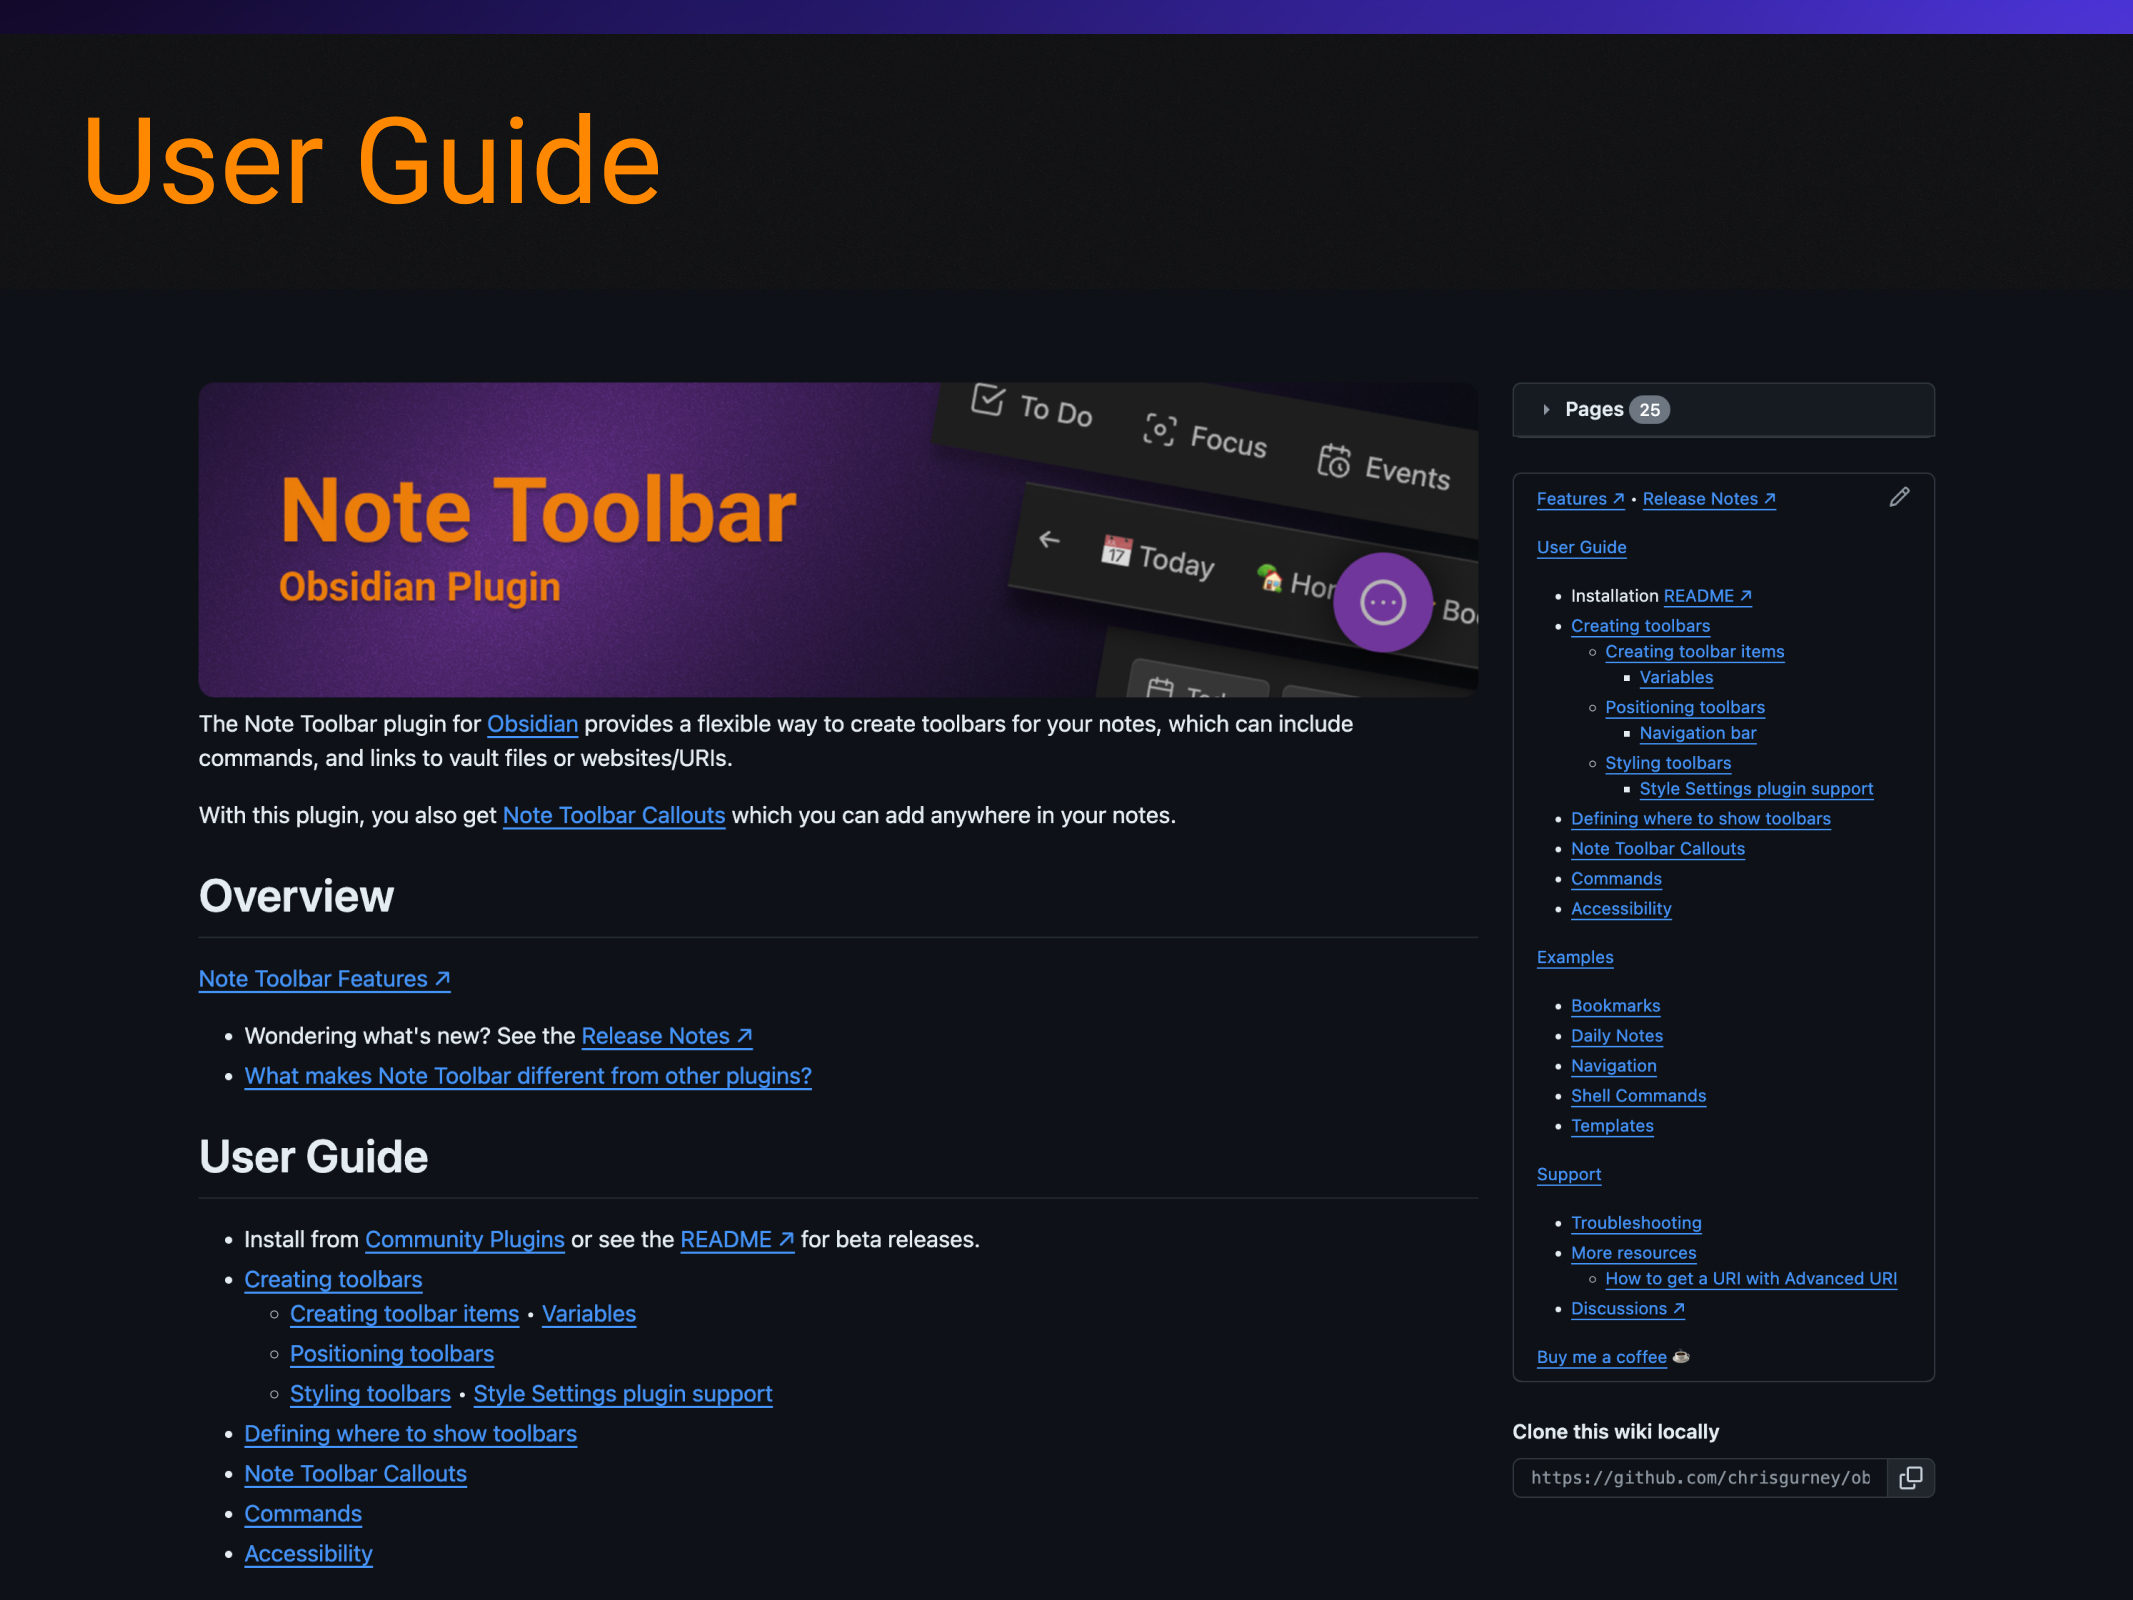 User Guide
Note Toolbar
Obsidian Plugin
To Do
Focus
Events
Today
The Note Toolbar plugin for Obsidian provides a flexible way to create toolbars for your notes, which can include
commands, and links to vault files or websites/URIs.
With this plugin, you also get Note Toolbar Callouts which you can add anywhere in your notes.
Overview
Note Toolbar Features ↗
• Wondering what's new? See the Release Notes ↗
• What makes Note Toolbar different from other plugins?
User Guide
• Install from Community Plugins or see the README ↗ for beta releases.
• Creating toolbars
◦ Creating toolbar items • Variables
◦ Positioning toolbars
◦ Styling toolbars • Style Settings plugin support
• Defining where to show toolbars
• Note Toolbar Callouts
• Commands
• Accessibility
Pages 25
Features ↗ • Release Notes ↗
User Guide
• Installation README ↗
• Creating toolbars
◦ Creating toolbar items
▪ Variables
◦ Positioning toolbars
▪ Navigation bar
◦ Styling toolbars
▪ Style Settings plugin support
• Defining where to show toolbars
• Note Toolbar Callouts
• Commands
• Accessibility
Examples
• Bookmarks
• Daily Notes
• Navigation
• Shell Commands
• Templates
Support
• Troubleshooting
• More resources
◦ How to get a URI with Advanced URI
• Discussions ↗
Buy me a coffee ☕
Clone this wiki locally
https://github.com/chrisgurney/ob